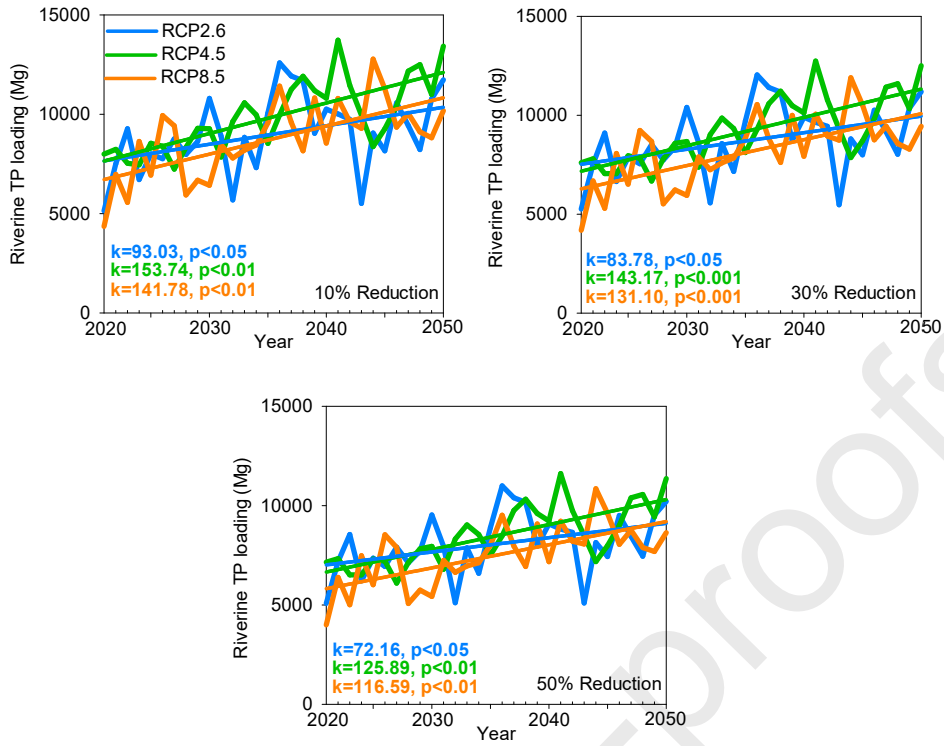 15000
10000
5000
0
Riverine TP loading (Mg)
RCP2.6
RCP4.5
RCP8.5
k=93.03, p<0.05
k=153.74, p<0.01
k=141.78, p<0.01
10% Reduction
2020
2030
2040
2050
Year
15000
10000
5000
0
Riverine TP loading (Mg)
k=83.78, p<0.05
k=143.17, p<0.001
k=131.10, p<0.001
30% Reduction
2020
2030
2040
2050
Year
15000
10000
5000
0
Riverine TP loading (Mg)
k=72.16, p<0.05
k=125.89, p<0.01
k=116.59, p<0.01
50% Reduction
2020
2030
2040
2050
Year
proofs